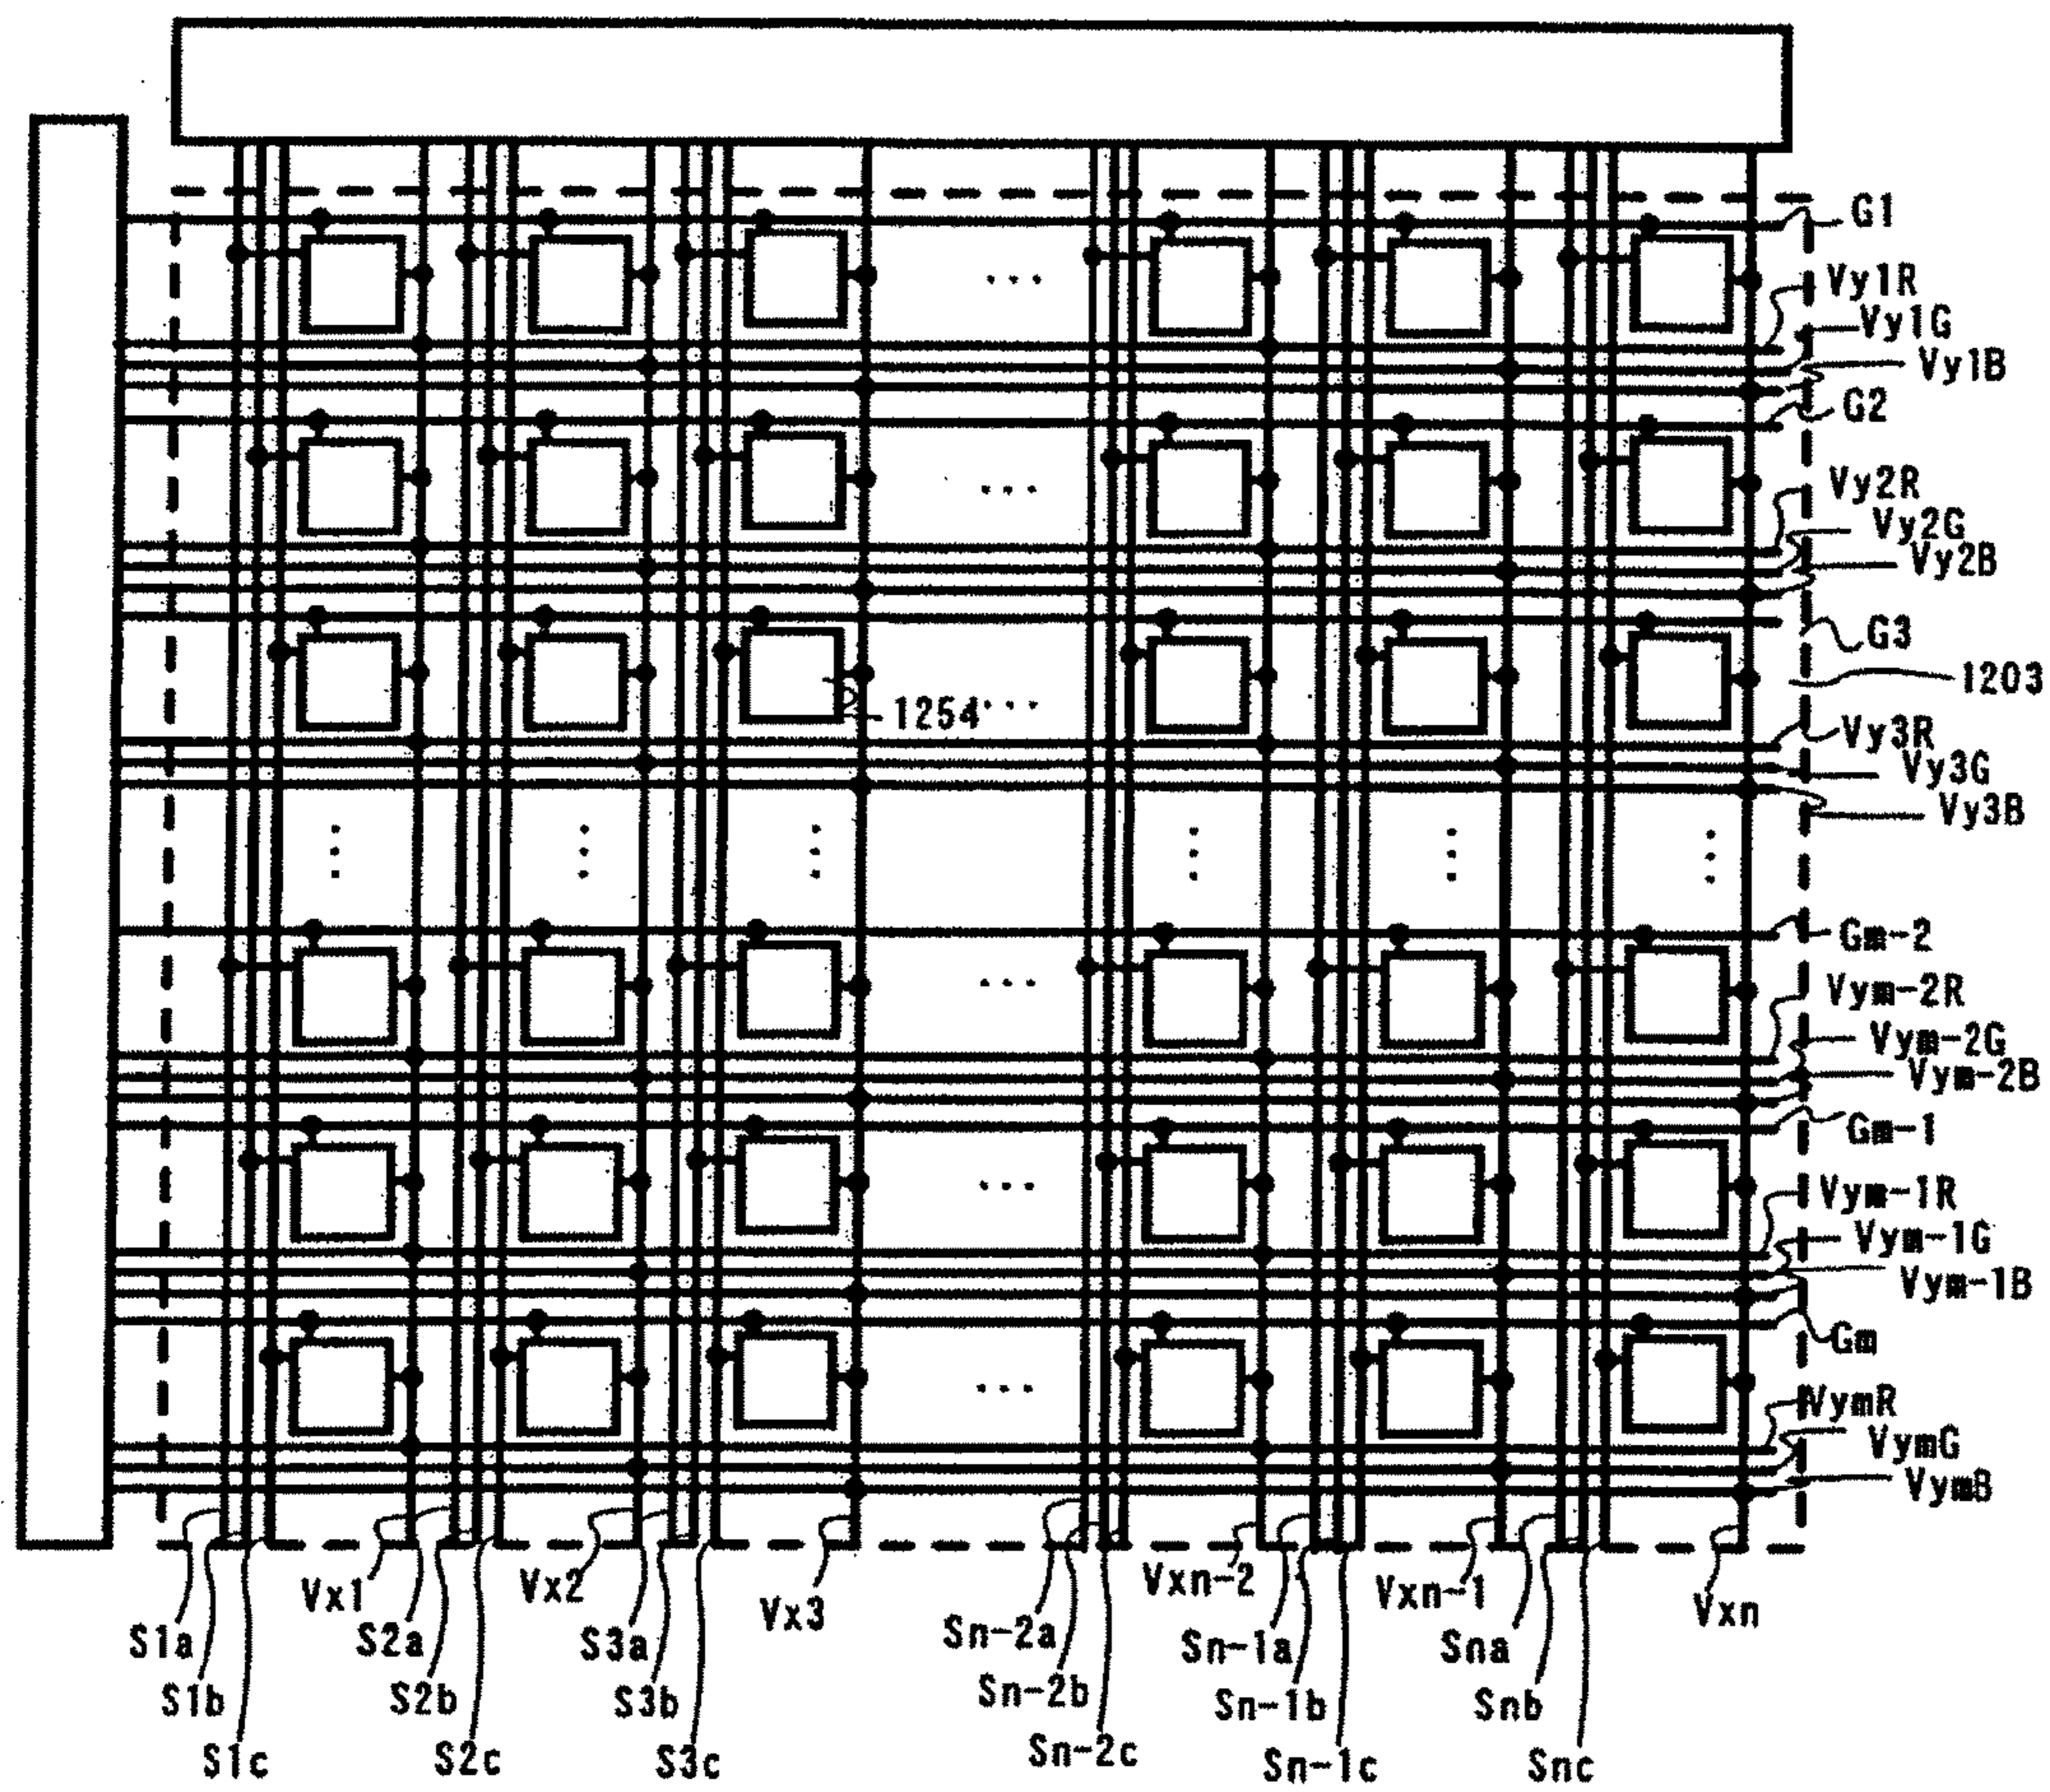 G1
Vy1R
Vy1G
Vy1B
G2
Vy2R
Vy2G
Vy2B
G3
1203
1254
Vy3R
Vy3G
Vy3B
Gm-2
Vym-2R
Vym-2G
Vym-2B
Gm-1
Vym-1R
Vym-1G
Vym-1B
Gm
VymR
VymG
VymB
Vx1
Vx2
Vx3
Vxn-2
Vxn-1
Vxn
S1a
S2a
S3a
Sn-2a
Sn-1a
Sna
S1b
S2b
S3b
Sn-2b
Sn-1b
Snb
S1c
S2c
S3c
Sn-2c
Sn-1c
Snc